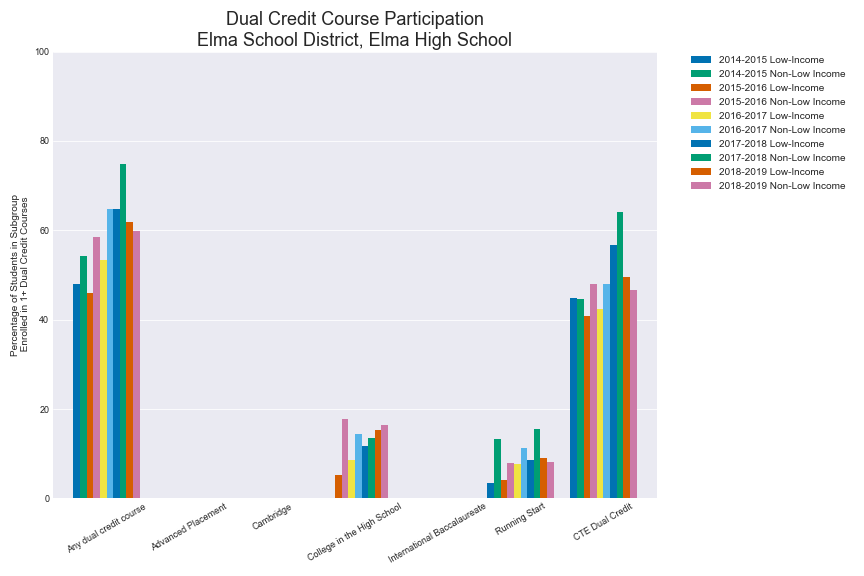 Dual Credit Course Participation
Elma School District, Elma High School
Percentage of Students in Subgroup
Enrolled in 1+ Dual Credit Courses
100
80
60
40
20
0
Any dual credit course
Advanced Placement
Cambridge
College in the High School
International Baccalaureate
Running Start
CTE Dual Credit
2014-2015 Low-Income
2014-2015 Non-Low Income
2015-2016 Low-Income
2015-2016 Non-Low Income
2016-2017 Low-Income
2016-2017 Non-Low Income
2017-2018 Low-Income
2017-2018 Non-Low Income
2018-2019 Low-Income
2018-2019 Non-Low Income